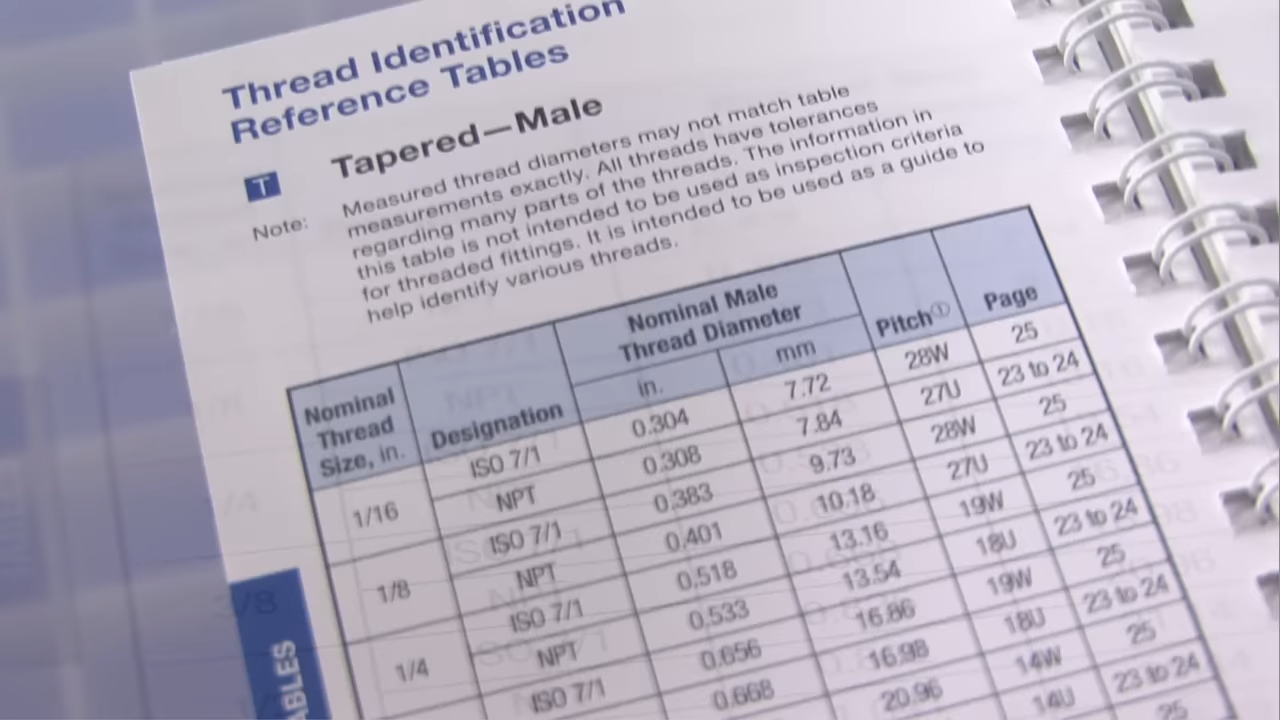 Thread Identification
Reference Tables
T
Tapered—Male
Note:
Measured thread diameters may not match table
measurements exactly. All threads have tolerances
regarding many parts of the threads. The information in
this table is not intended to be used as inspection criteria
for threaded fittings. It is intended to be used as a guide to
help identify various threads.
Nominal Thread Size, in. Designation Nominal Male Thread Diameter Pitch① Page
in. mm
1/16 ISO 7/1 0.304 7.72 28W 25
NPT 0.308 7.84 27U 23 to 24
1/8 ISO 7/1 0.383 9.73 28W 25
NPT 0.401 10.18 27U 23 to 24
1/4 ISO 7/1 0.518 13.16 19W 25
NPT 0.533 13.54 18U 23 to 24
ISO 7/1 0.656 16.86 19W 25
0.668 16.98 18U 23 to 24
20.96 14W 25
14U 23 to 24
25
ABLES